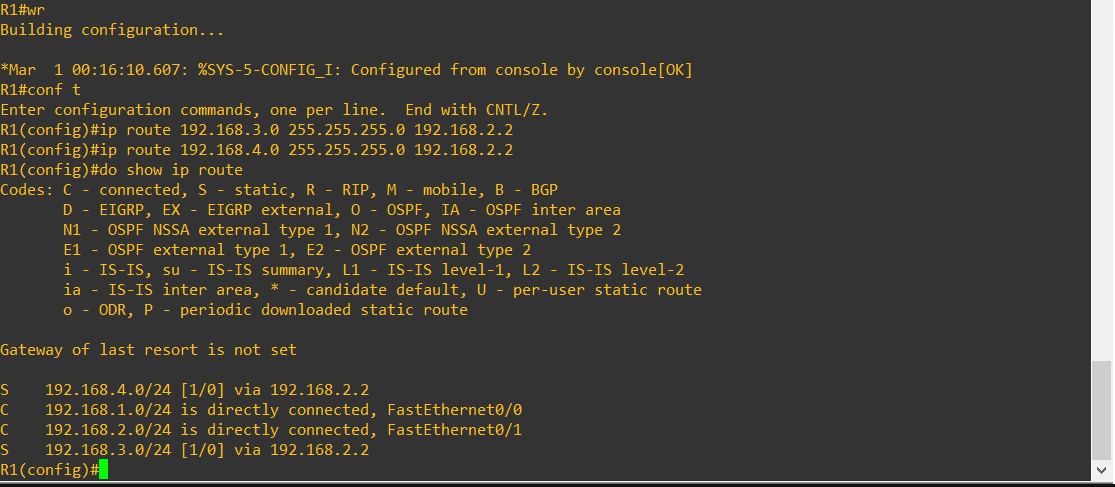 R1#wr
Building configuration...
*Mar  1 00:16:10.607: %SYS-5-CONFIG_I: Configured from console by console[OK]
R1#conf t
Enter configuration commands, one per line.  End with CNTL/Z.
R1(config)#ip route 192.168.3.0 255.255.255.0 192.168.2.2
R1(config)#ip route 192.168.4.0 255.255.255.0 192.168.2.2
R1(config)#do show ip route
Codes: C - connected, S - static, R - RIP, M - mobile, B - BGP
       D - EIGRP, EX - EIGRP external, O - OSPF, IA - OSPF inter area
       N1 - OSPF NSSA external type 1, N2 - OSPF NSSA external type 2
       E1 - OSPF external type 1, E2 - OSPF external type 2
       i - IS-IS, su - IS-IS summary, L1 - IS-IS level-1, L2 - IS-IS level-2
       ia - IS-IS inter area, * - candidate default, U - per-user static route
       o - ODR, P - periodic downloaded static route
Gateway of last resort is not set
S    192.168.4.0/24 [1/0] via 192.168.2.2
C    192.168.1.0/24 is directly connected, FastEthernet0/0
C    192.168.2.0/24 is directly connected, FastEthernet0/1
S    192.168.3.0/24 [1/0] via 192.168.2.2
R1(config)#